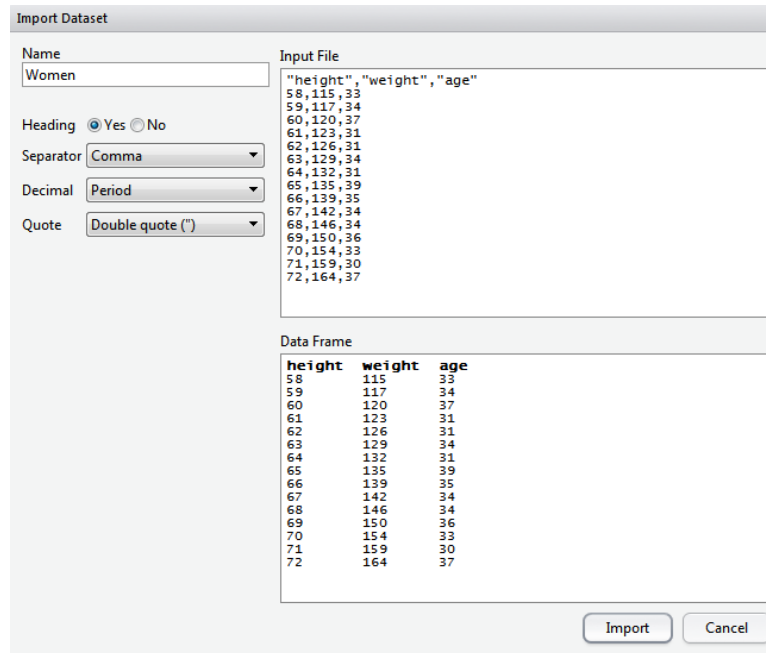 Import Dataset
Name
Women
Heading Yes No
Separator Comma
Decimal Period
Quote Double quote (")
Input File
"height","weight","age"
58,115,33
59,117,34
60,120,37
61,123,31
62,126,31
63,129,34
64,132,31
65,135,39
66,139,35
67,142,34
68,146,34
69,150,36
70,154,33
71,159,30
72,164,37
Data Frame
height weight age
58 115 33
59 117 34
60 120 37
61 123 31
62 126 31
63 129 34
64 132 31
65 135 39
66 139 35
67 142 34
68 146 34
69 150 36
70 154 33
71 159 30
72 164 37
Import Cancel